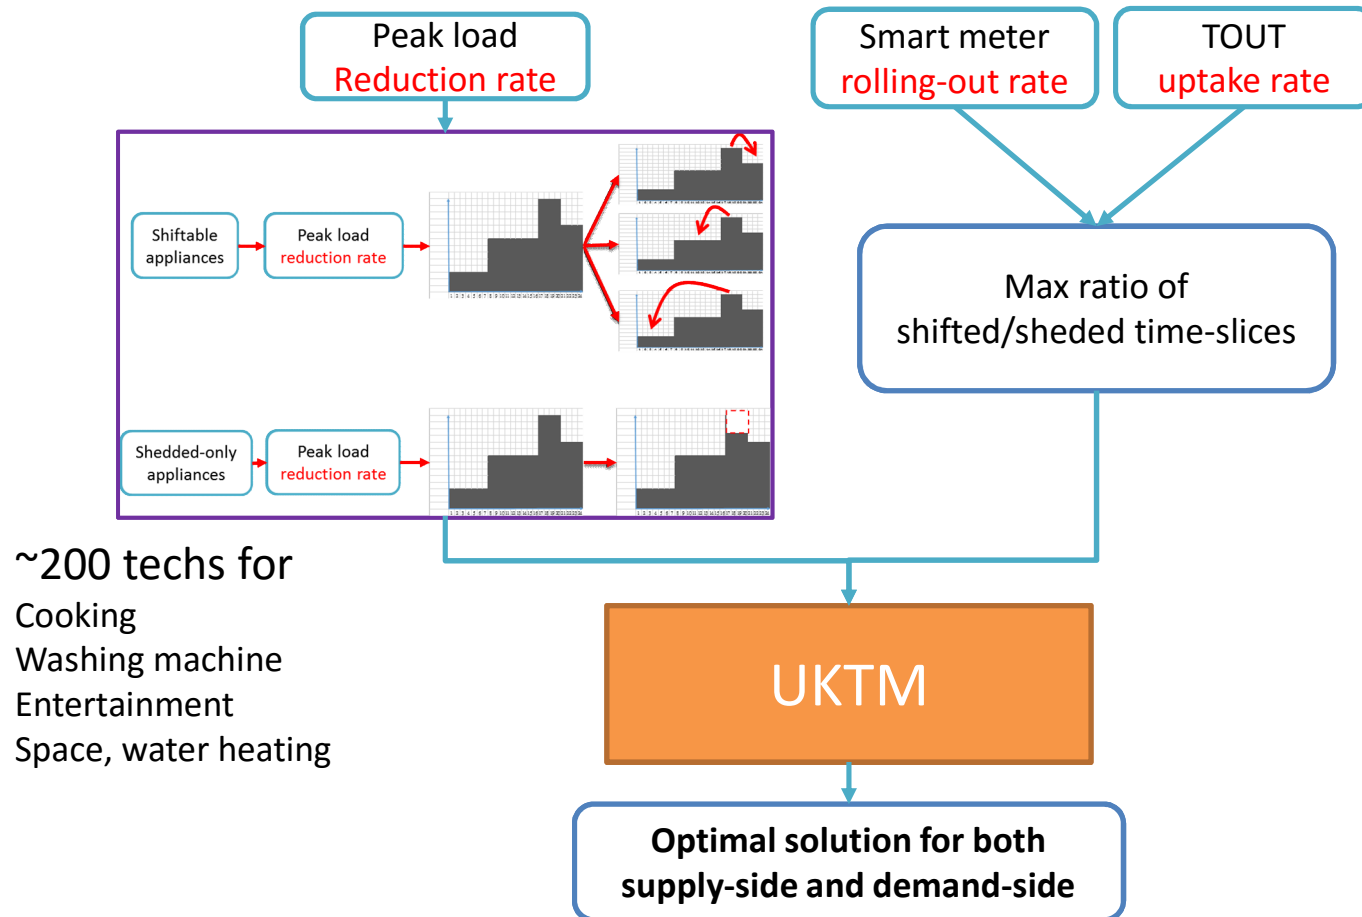 Peak load
Reduction rate
Smart meter
rolling-out rate
TOUT
uptake rate
Shiftable
appliances
Peak load
reduction rate
Max ratio of
shifted/sheded time-slices
Shedded-only
appliances
Peak load
reduction rate
~200 techs for
Cooking
Washing machine
Entertainment
Space, water heating
UKTM
Optimal solution for both
supply-side and demand-side